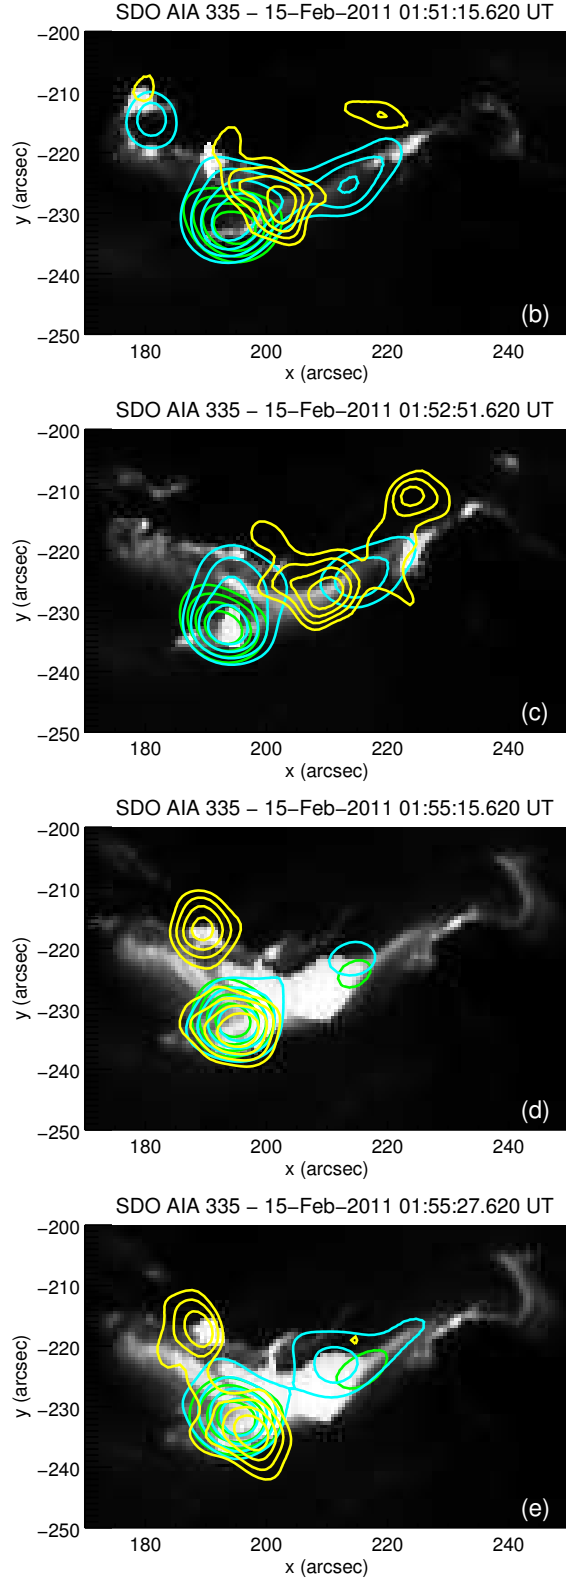 SDO AIA 335 − 15−Feb−2011 01:51:15.620 UT
−200
−210
−220
−230
−240
−250
y (arcsec)
(b)
180 200 220 240
x (arcsec)
SDO AIA 335 − 15−Feb−2011 01:52:51.620 UT
−200
−210
−220
−230
−240
−250
y (arcsec)
(c)
180 200 220 240
x (arcsec)
SDO AIA 335 − 15−Feb−2011 01:55:15.620 UT
−200
−210
−220
−230
−240
−250
y (arcsec)
(d)
180 200 220 240
x (arcsec)
SDO AIA 335 − 15−Feb−2011 01:55:27.620 UT
−200
−210
−220
−230
−240
−250
y (arcsec)
(e)
180 200 220 240
x (arcsec)